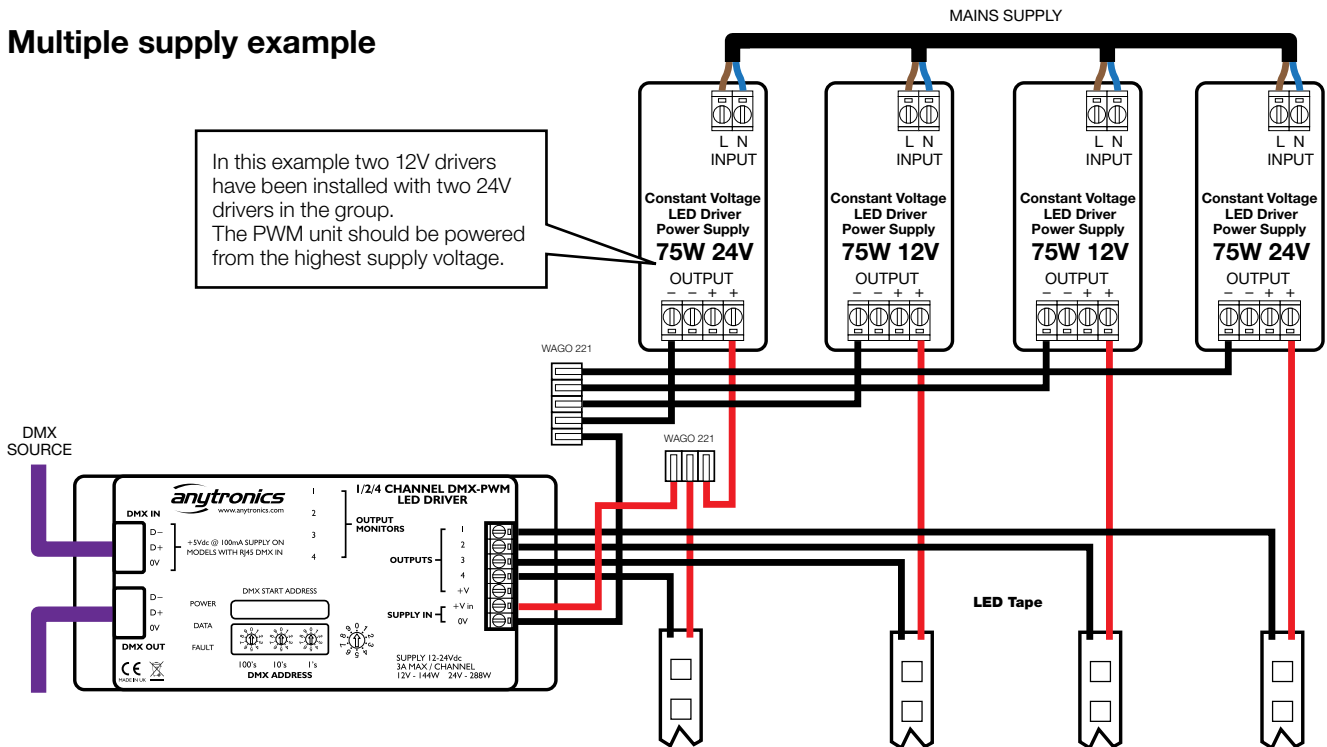 Multiple supply example
MAINS SUPPLY
In this example two 12V drivers
have been installed with two 24V
drivers in the group.
The PWM unit should be powered
from the highest supply voltage.
L N
INPUT
Constant Voltage
LED Driver
Power Supply
75W 24V
OUTPUT
– – + +
L N
INPUT
Constant Voltage
LED Driver
Power Supply
75W 12V
OUTPUT
– – + +
L N
INPUT
Constant Voltage
LED Driver
Power Supply
75W 12V
OUTPUT
– – + +
L N
INPUT
Constant Voltage
LED Driver
Power Supply
75W 24V
OUTPUT
– – + +
WAGO 221
WAGO 221
DMX
SOURCE
anytronics
www.anytronics.com
1/2/4 CHANNEL DMX-PWM
LED DRIVER
DMX IN
D–
D+
0V
+5Vdc @ 100mA SUPPLY ON
MODELS WITH RJ45 DMX IN
1
2
3
4
OUTPUT
MONITORS
OUTPUTS
1
2
3
4
+V
SUPPLY IN
+V in
0V
D–
D+
0V
DMX OUT
CE
MADE IN UK
POWER
DATA
FAULT
DMX START ADDRESS
100's 10's 1's
DMX ADDRESS
SUPPLY 12-24Vdc
3A MAX / CHANNEL
12V - 144W 24V - 288W
LED Tape